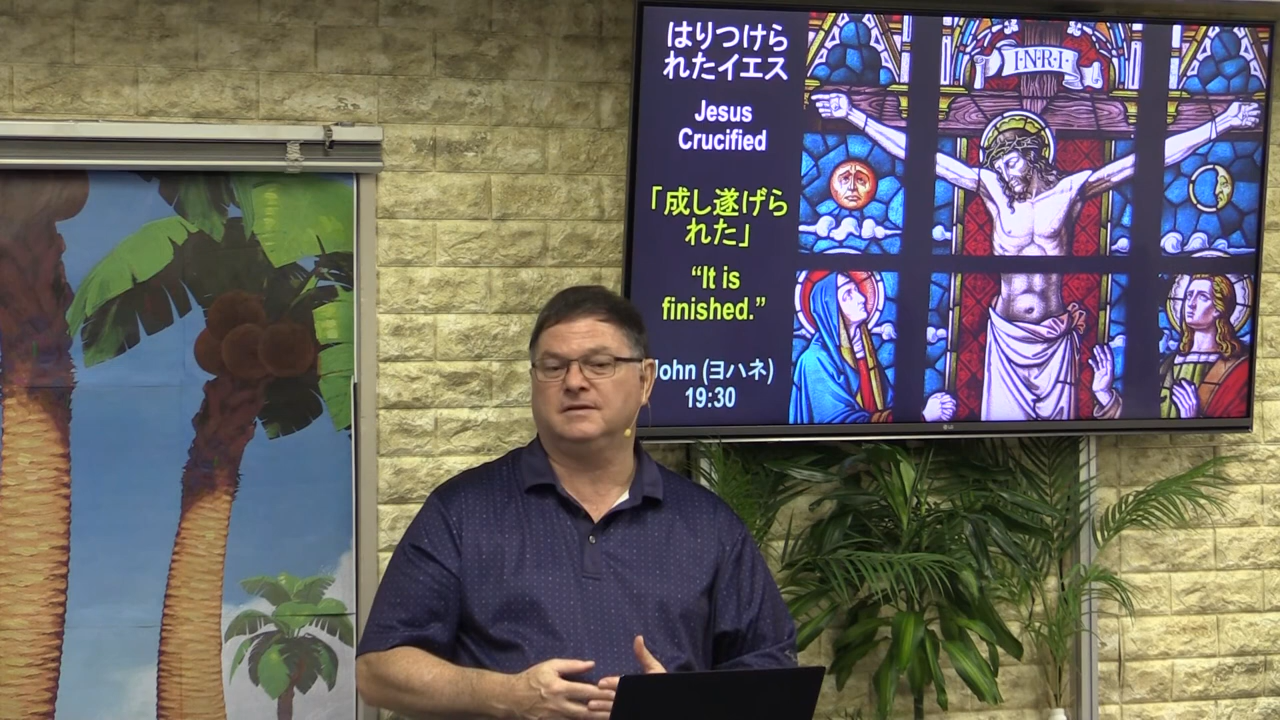 はりつけら
れたイエス
Jesus
Crucified
「成し遂げら
れた」
“It is
finished.”
John (ヨハネ)
19:30
I·N·R·I
LG